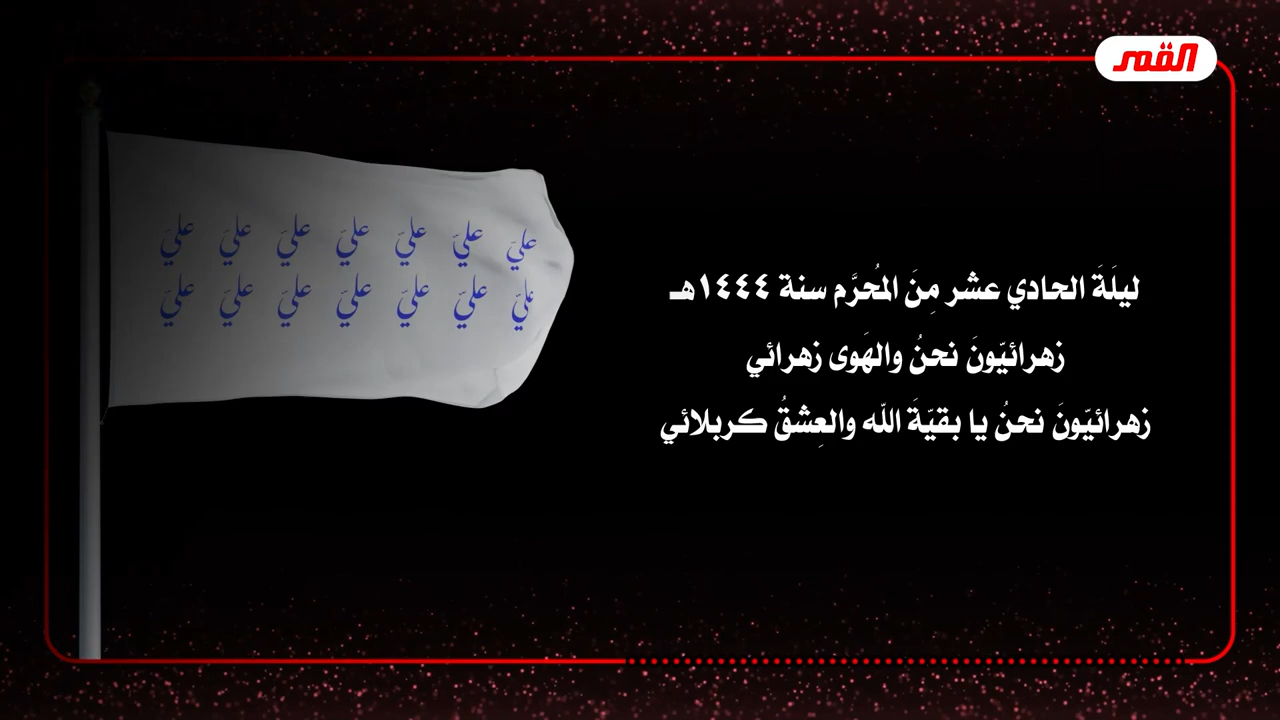 القمر
ليلَةَ الحادي عشر مِنَ المُحرَّم سنة ١٤٤٤هـ
زهرائيّونَ نحنُ والهَوى زهرائي
زهرائيّونَ نحنُ يا بقيّةَ الله والعِشقُ كربلائي
عليّ عليّ عليّ عليّ عليّ عليّ عليّ
عليّ عليّ عليّ عليّ عليّ عليّ عليّ